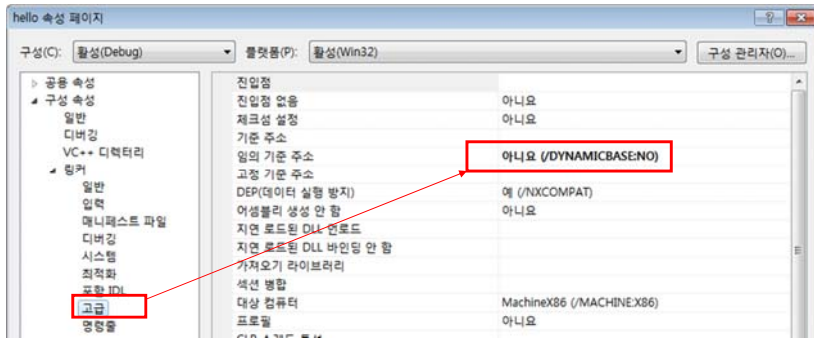 hello 속성 페이지
구성(C): 활성(Debug) 플랫폼(P): 활성(Win32) 구성 관리자(O)...
공용 속성
구성 속성
일반
디버깅
VC++ 디렉터리
링커
일반
입력
매니페스트 파일
디버깅
시스템
최적화
포함 IDL
고급
명령줄
진입점
진입점 없음 아니요
체크섬 설정 아니요
기준 주소
임의 기준 주소 아니요 (/DYNAMICBASE:NO)
고정 기준 주소
DEP(데이터 실행 방지) 예 (/NXCOMPAT)
어셈블리 생성 안 함 아니요
지연 로드된 DLL 언로드
지연 로드된 DLL 바인딩 안 함
가져오기 라이브러리
섹션 병합
대상 컴퓨터 MachineX86 (/MACHINE:X86)
프로필 아니요